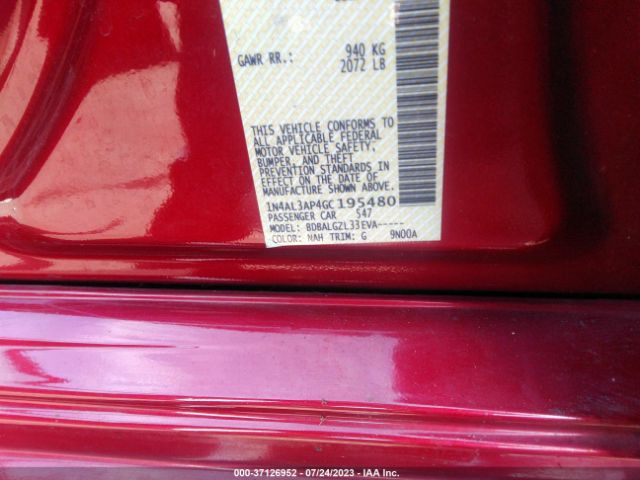 GAWR RR.: 940 KG
2072 LB
THIS VEHICLE CONFORMS TO
ALL APPLICABLE FEDERAL
MOTOR VEHICLE SAFETY,
BUMPER, AND THEFT
PREVENTION STANDARDS IN
EFFECT ON THE DATE OF
MANUFACTURE SHOWN ABOVE.
1N4AL3AP4GC195480
PASSENGER CAR S47
MODEL: BDBALGZL33EVA-----
COLOR: NAH TRIM: G 9N00A
000-37126952 - 07/24/2023 - IAA Inc.